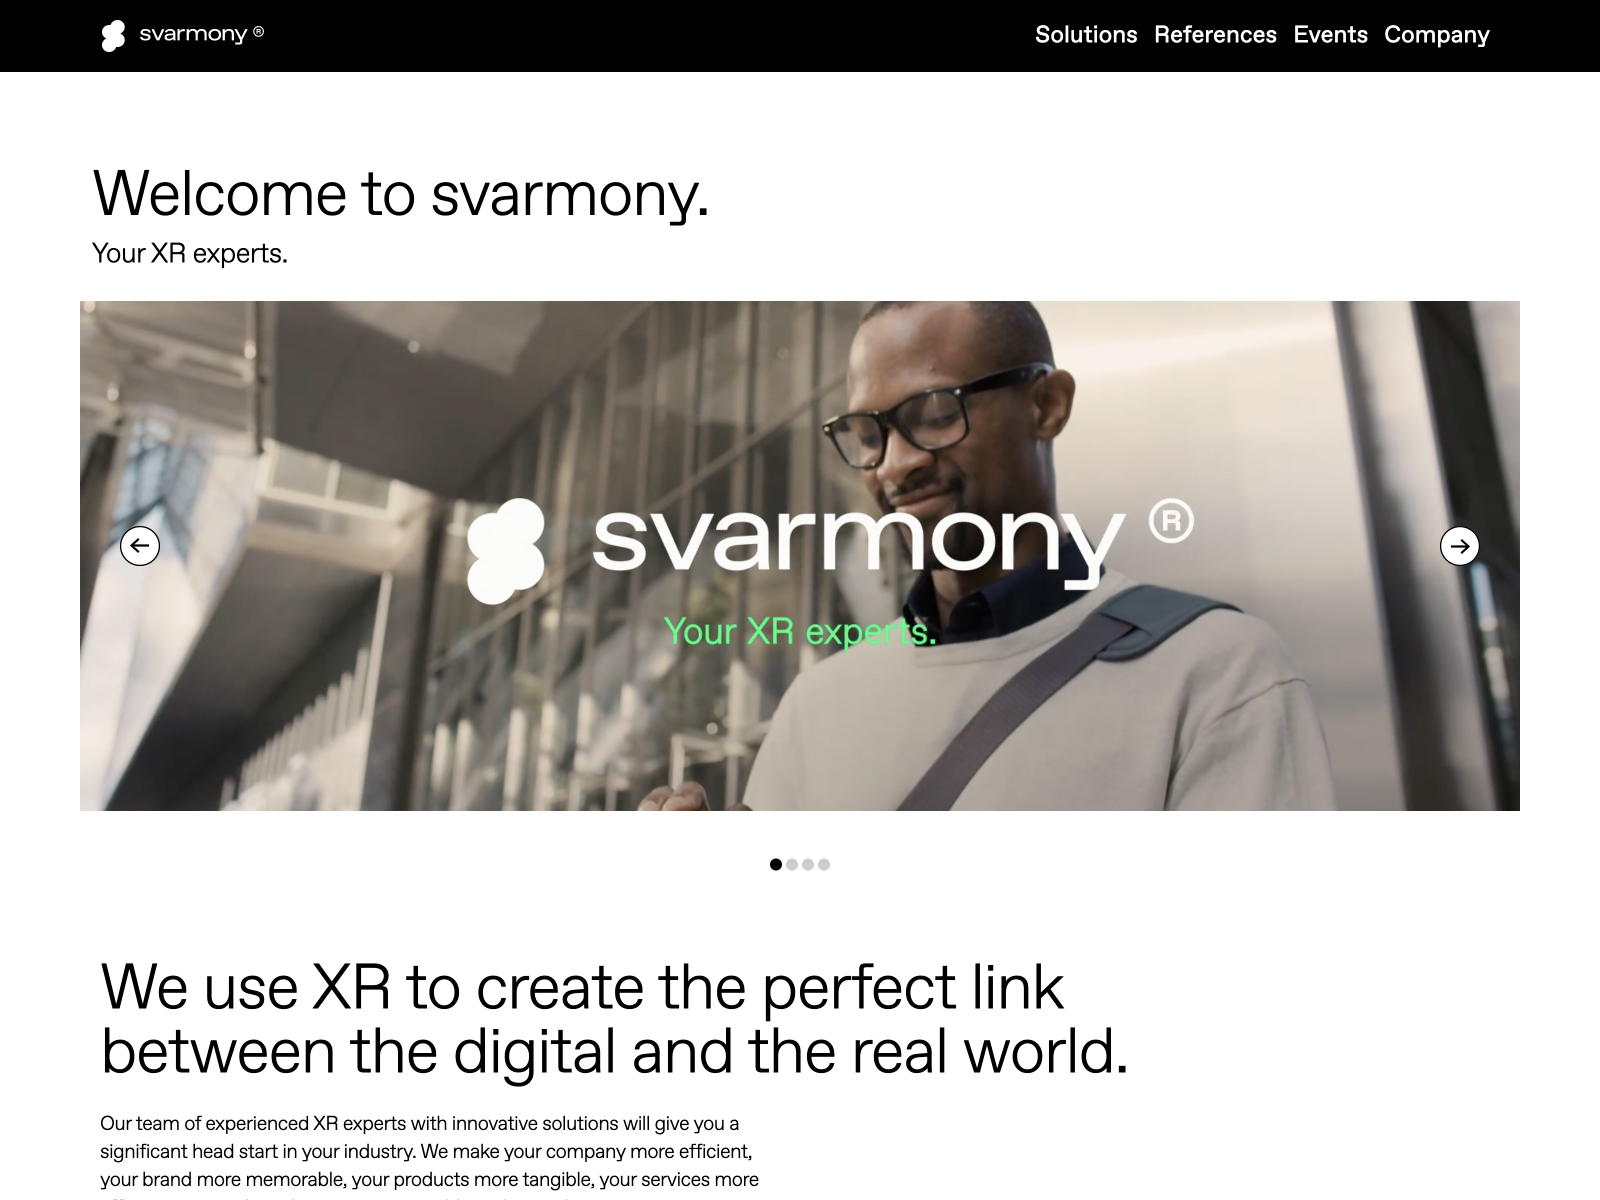 svarmony ®
Solutions References Events Company
Welcome to svarmony.
Your XR experts.
svarmony ®
Your XR experts.
We use XR to create the perfect link
between the digital and the real world.
Our team of experienced XR experts with innovative solutions will give you a
significant head start in your industry. We make your company more efficient,
your brand more memorable, your products more tangible, your services more